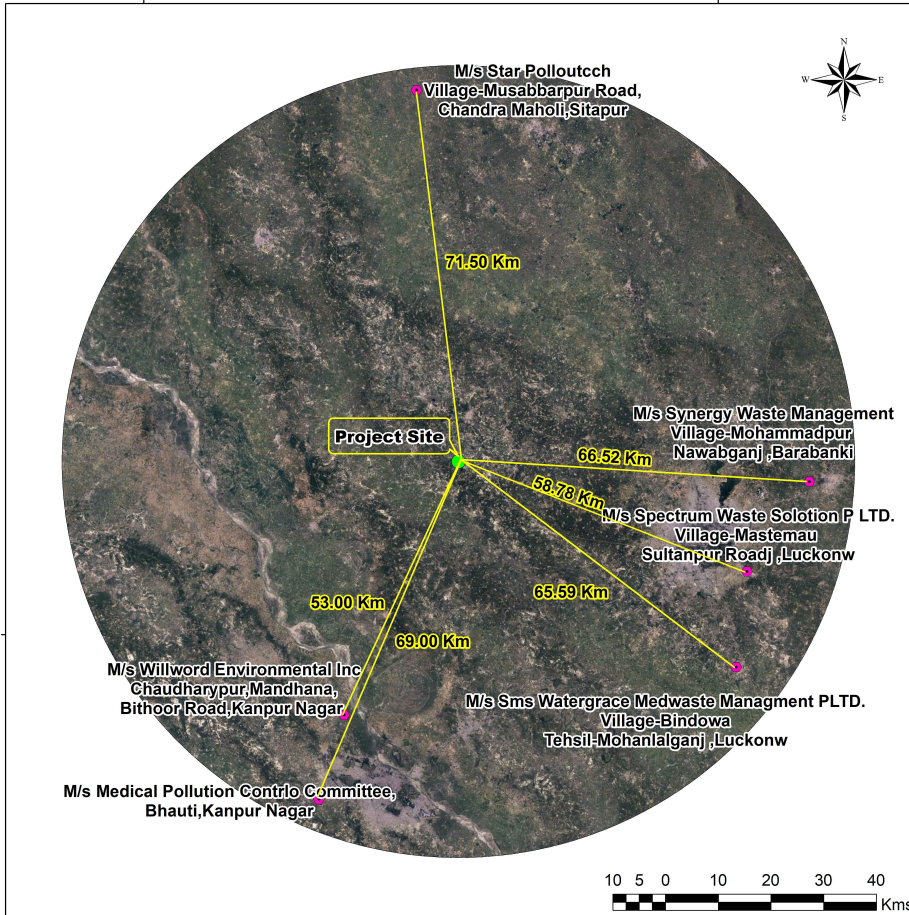 N
W E
S
M/s Star Polloutcch
Village-Musabbarpur Road,
Chandra Maholi,Sitapur
71.50 Km
Project Site
M/s Synergy Waste Management
Village-Mohammadpur
Nawabganj ,Barabanki
66.52 Km
58.78 Km
M/s Spectrum Waste Solotion P LTD.
Village-Mastemau
Sultanpur Roadj ,Luckonw
65.59 Km
53.00 Km
69.00 Km
M/s Willword Environmental Inc
Chaudharypur,Mandhana,
Bithoor Road,Kanpur Nagar
M/s Sms Watergrace Medwaste Managment PLTD.
Village-Bindowa
Tehsil-Mohanlalganj ,Luckonw
M/s Medical Pollution Contrlo Committee,
Bhauti,Kanpur Nagar
10 5 0 10 20 30 40
Kms